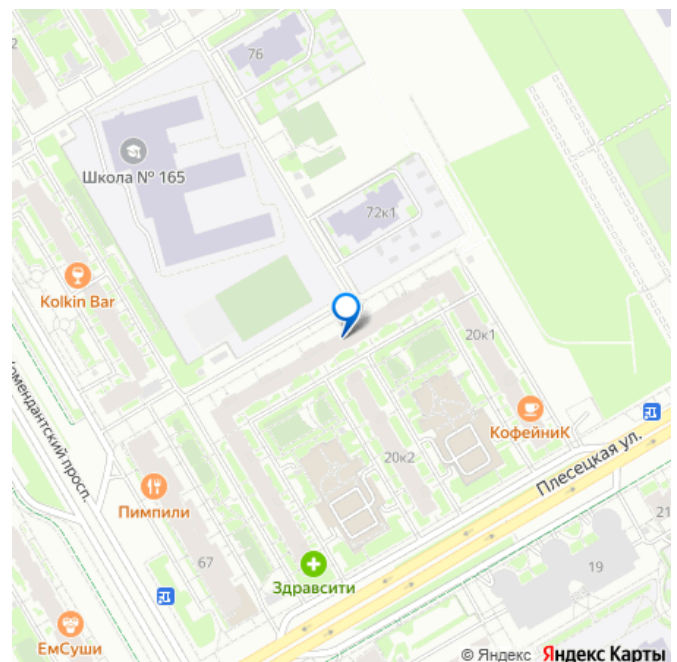 2
76
Школа № 165
72к1
Kolkin Bar
20к1
КофейниК
Комендантский просп.
Плесецкая ул.
20к2
Пимпили
67
21
19
Здравсити
ЕмСуши
© Яндекс Яндекс Карты